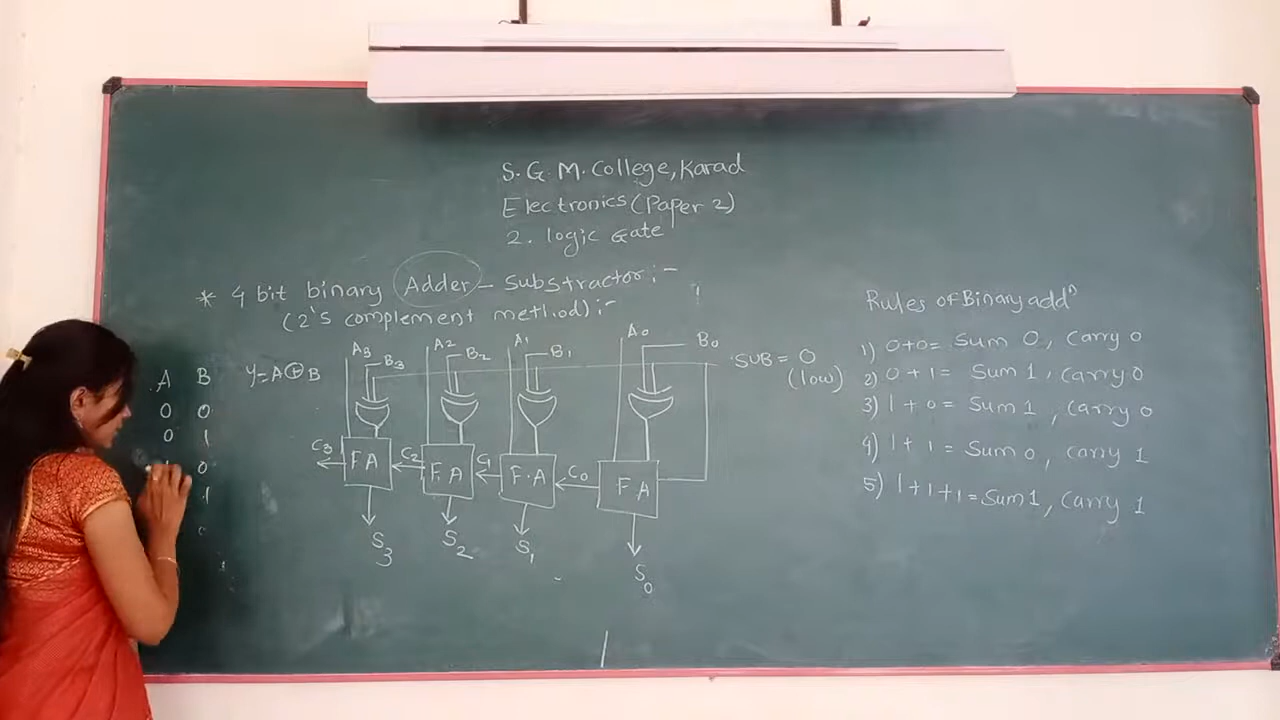 S. G. M. College, Karad
Electronics (Paper 2)
2. logic Gate
* 4 bit binary Adder - Substractor :-
(2's complement method) :-
A B Y = A ⊕ B
0 0
0 1
0
1
A3 B3 A2 B2 A1 B1 A0 B0
SUB = 0
(low)
C3 FA C2 F.A C1 F.A C0 FA
S3 S2 S1 S0
Rules of Binary addⁿ
1) 0+0 = Sum 0, Carry 0
2) 0+1 = Sum 1, Carry 0
3) 1+0 = Sum 1, Carry 0
4) 1+1 = Sum 0, Carry 1
5) 1+1+1 = Sum 1, Carry 1